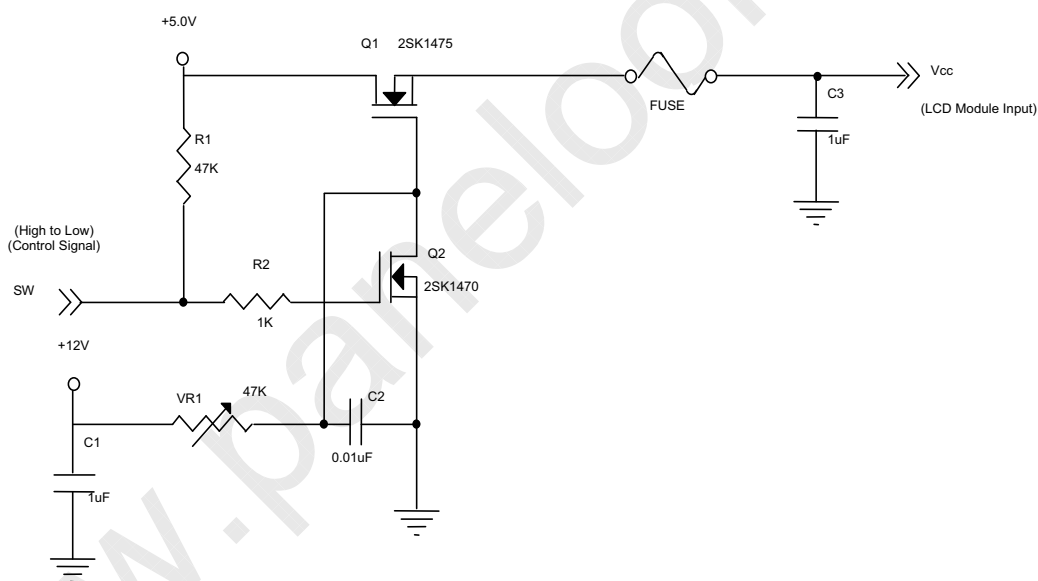 +5.0V
Q1 2SK1475
Vcc
C3
FUSE
(LCD Module Input)
R1
1uF
47K
(High to Low)
(Control Signal)
Q2
R2
SW
2SK1470
1K
+12V
47K
VR1
C2
C1
0.01uF
1uF
w.paneloo